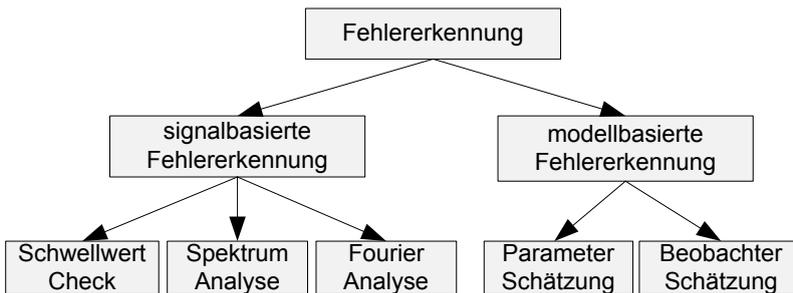 Fehlererkennung
signalbasierte
Fehlererkennung
modellbasierte
Fehlererkennung
Schwellwert
Check
Spektrum
Analyse
Fourier
Analyse
Parameter
Schätzung
Beobachter
Schätzung